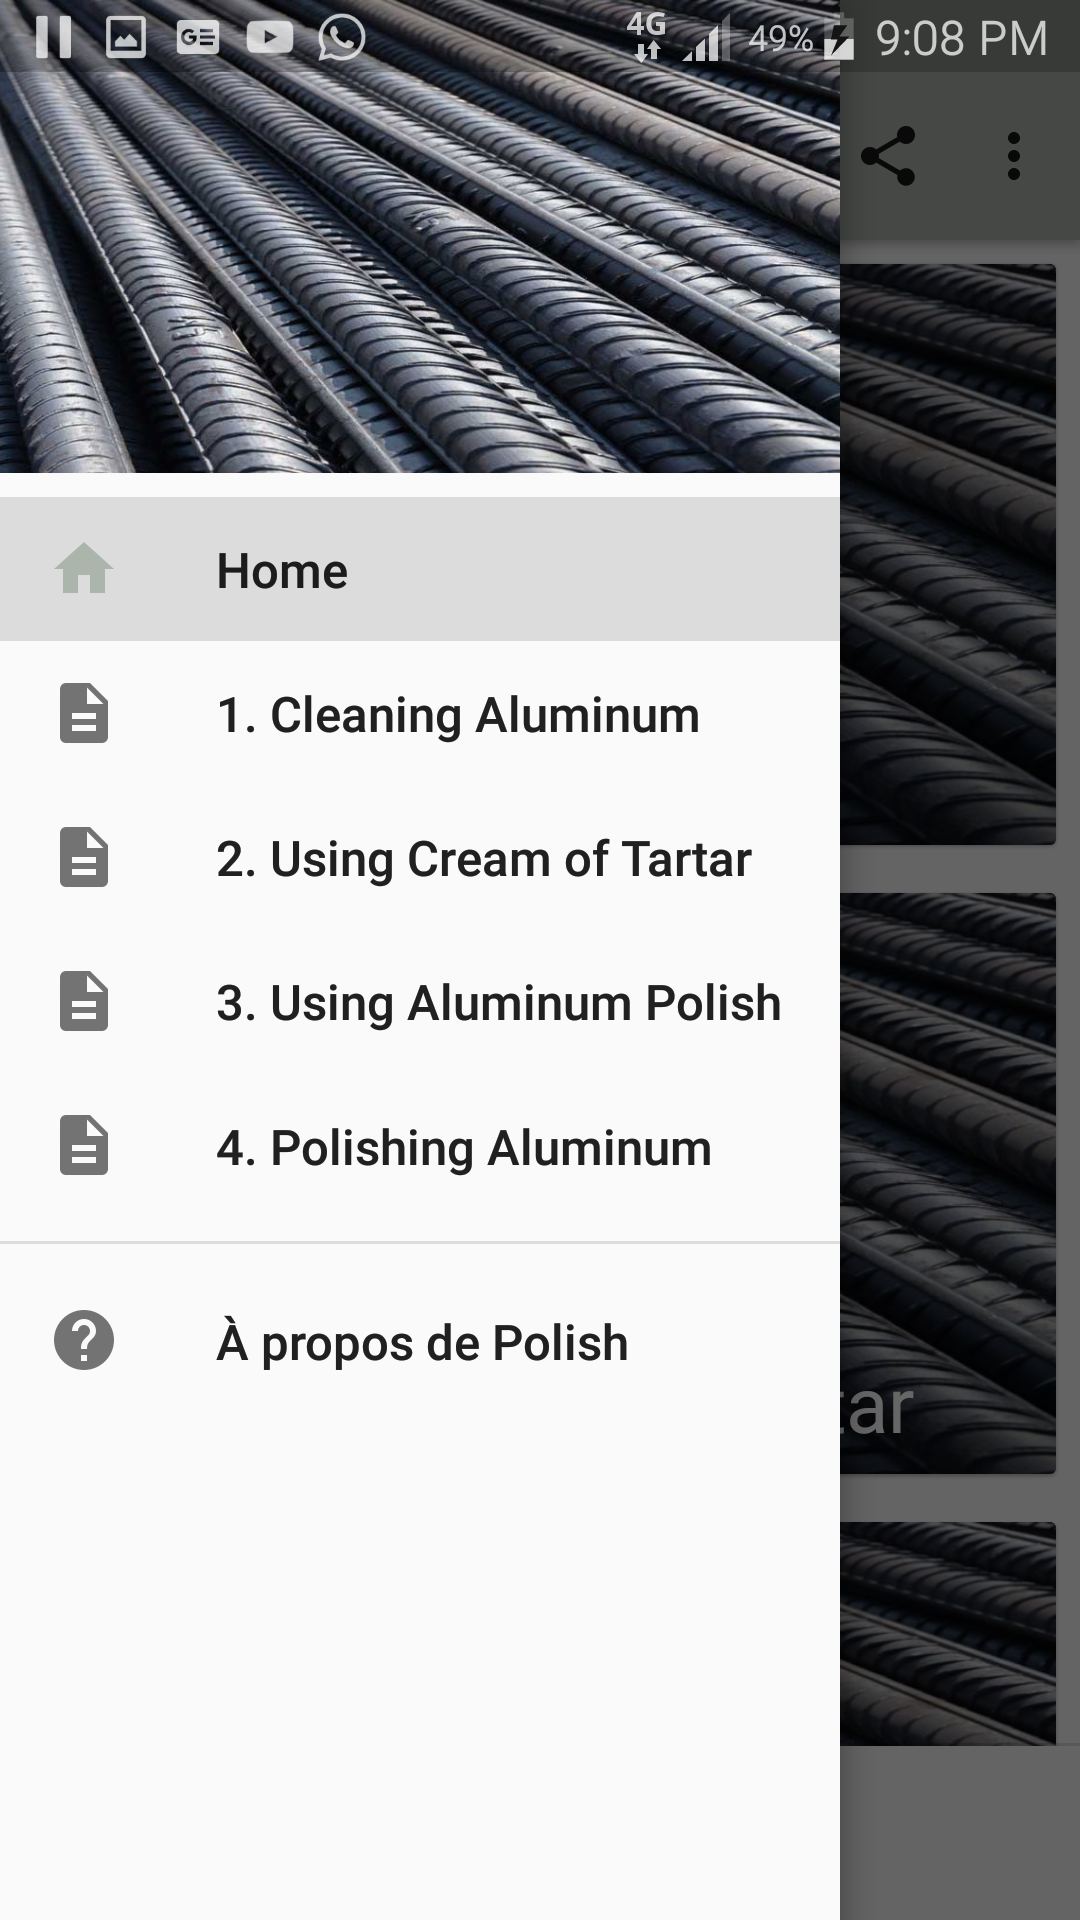 4G 49% 9:08 PM
Home
1. Cleaning Aluminum
2. Using Cream of Tartar
3. Using Aluminum Polish
4. Polishing Aluminum
À propos de Polish
tar